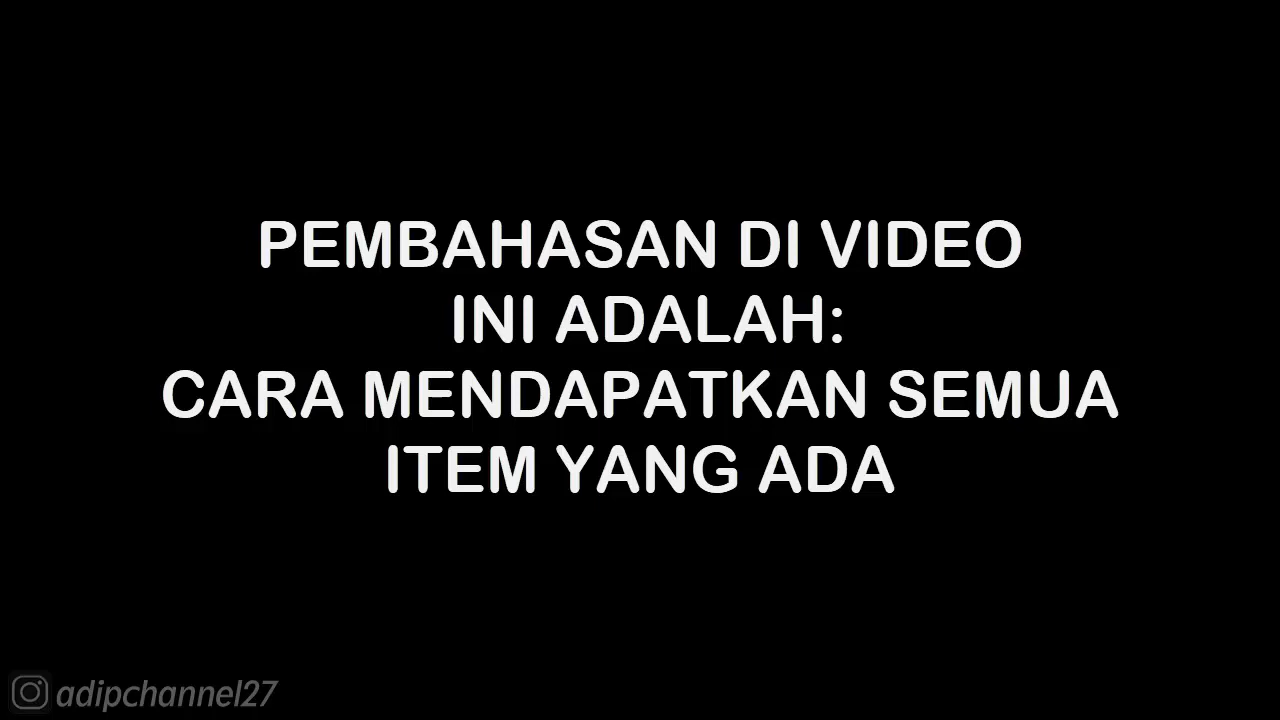 PEMBAHASAN DI VIDEO
INI ADALAH:
CARA MENDAPATKAN SEMUA
ITEM YANG ADA
adipchannel27